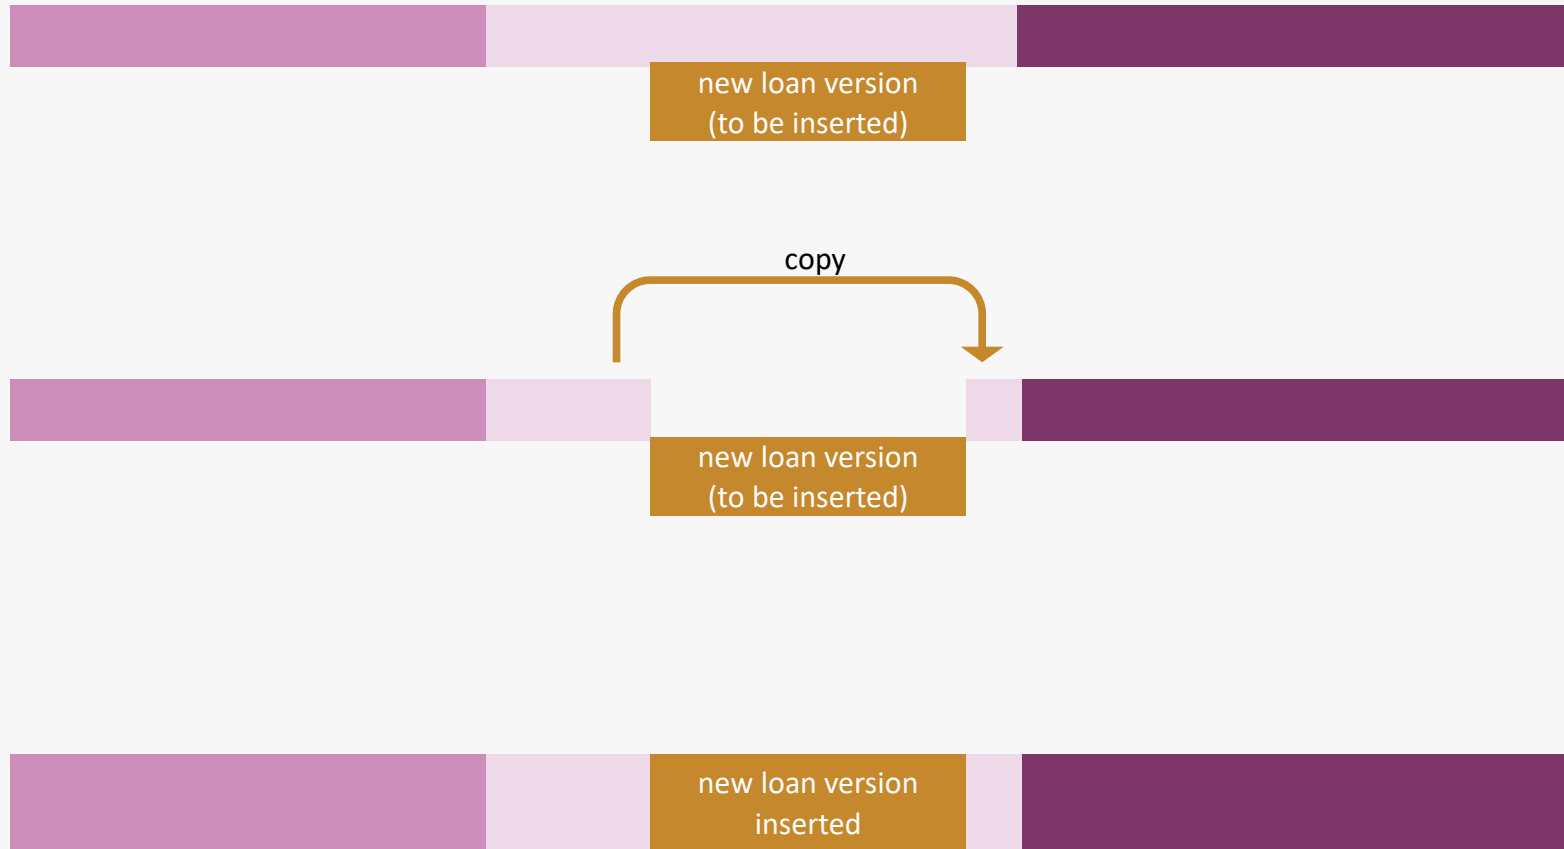 new loan version
(to be inserted)
copy
new loan version
(to be inserted)
new loan version
inserted